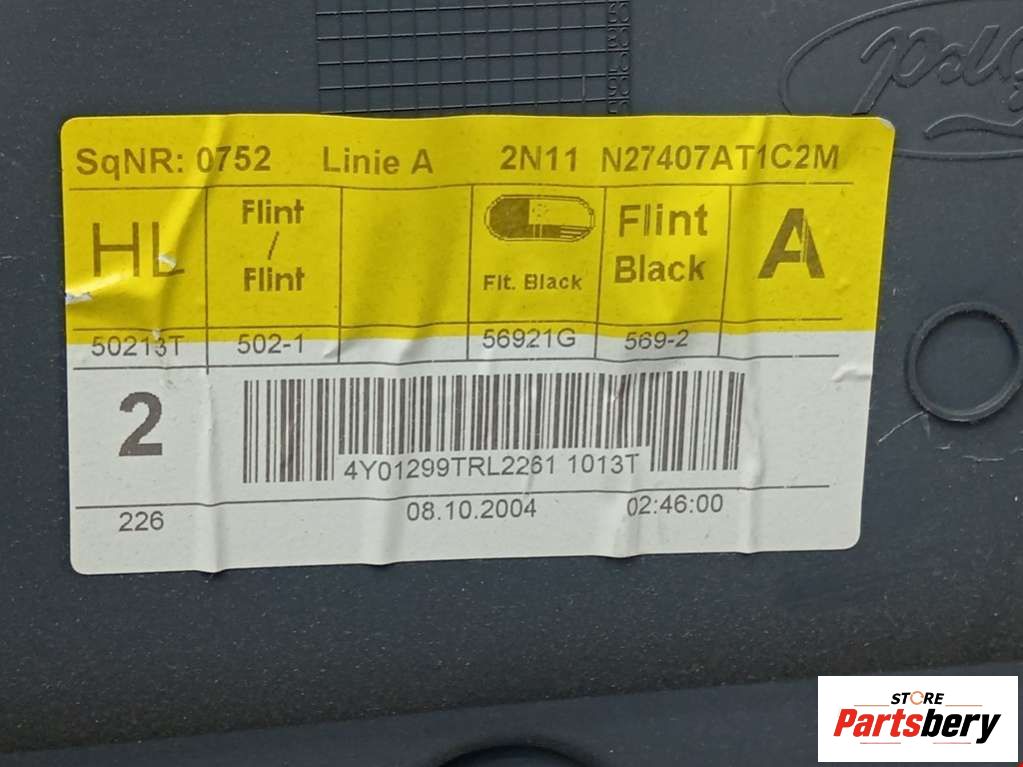 SqNR: 0752 Linie A 2N11 N27407AT1C2M
HL Flint / Flint Flt. Black Flint Black A
50213T 502-1 56921G 569-2
2
4Y01299TRL2261 1013T
226 08.10.2004 02:46:00
STORE
Partsbery